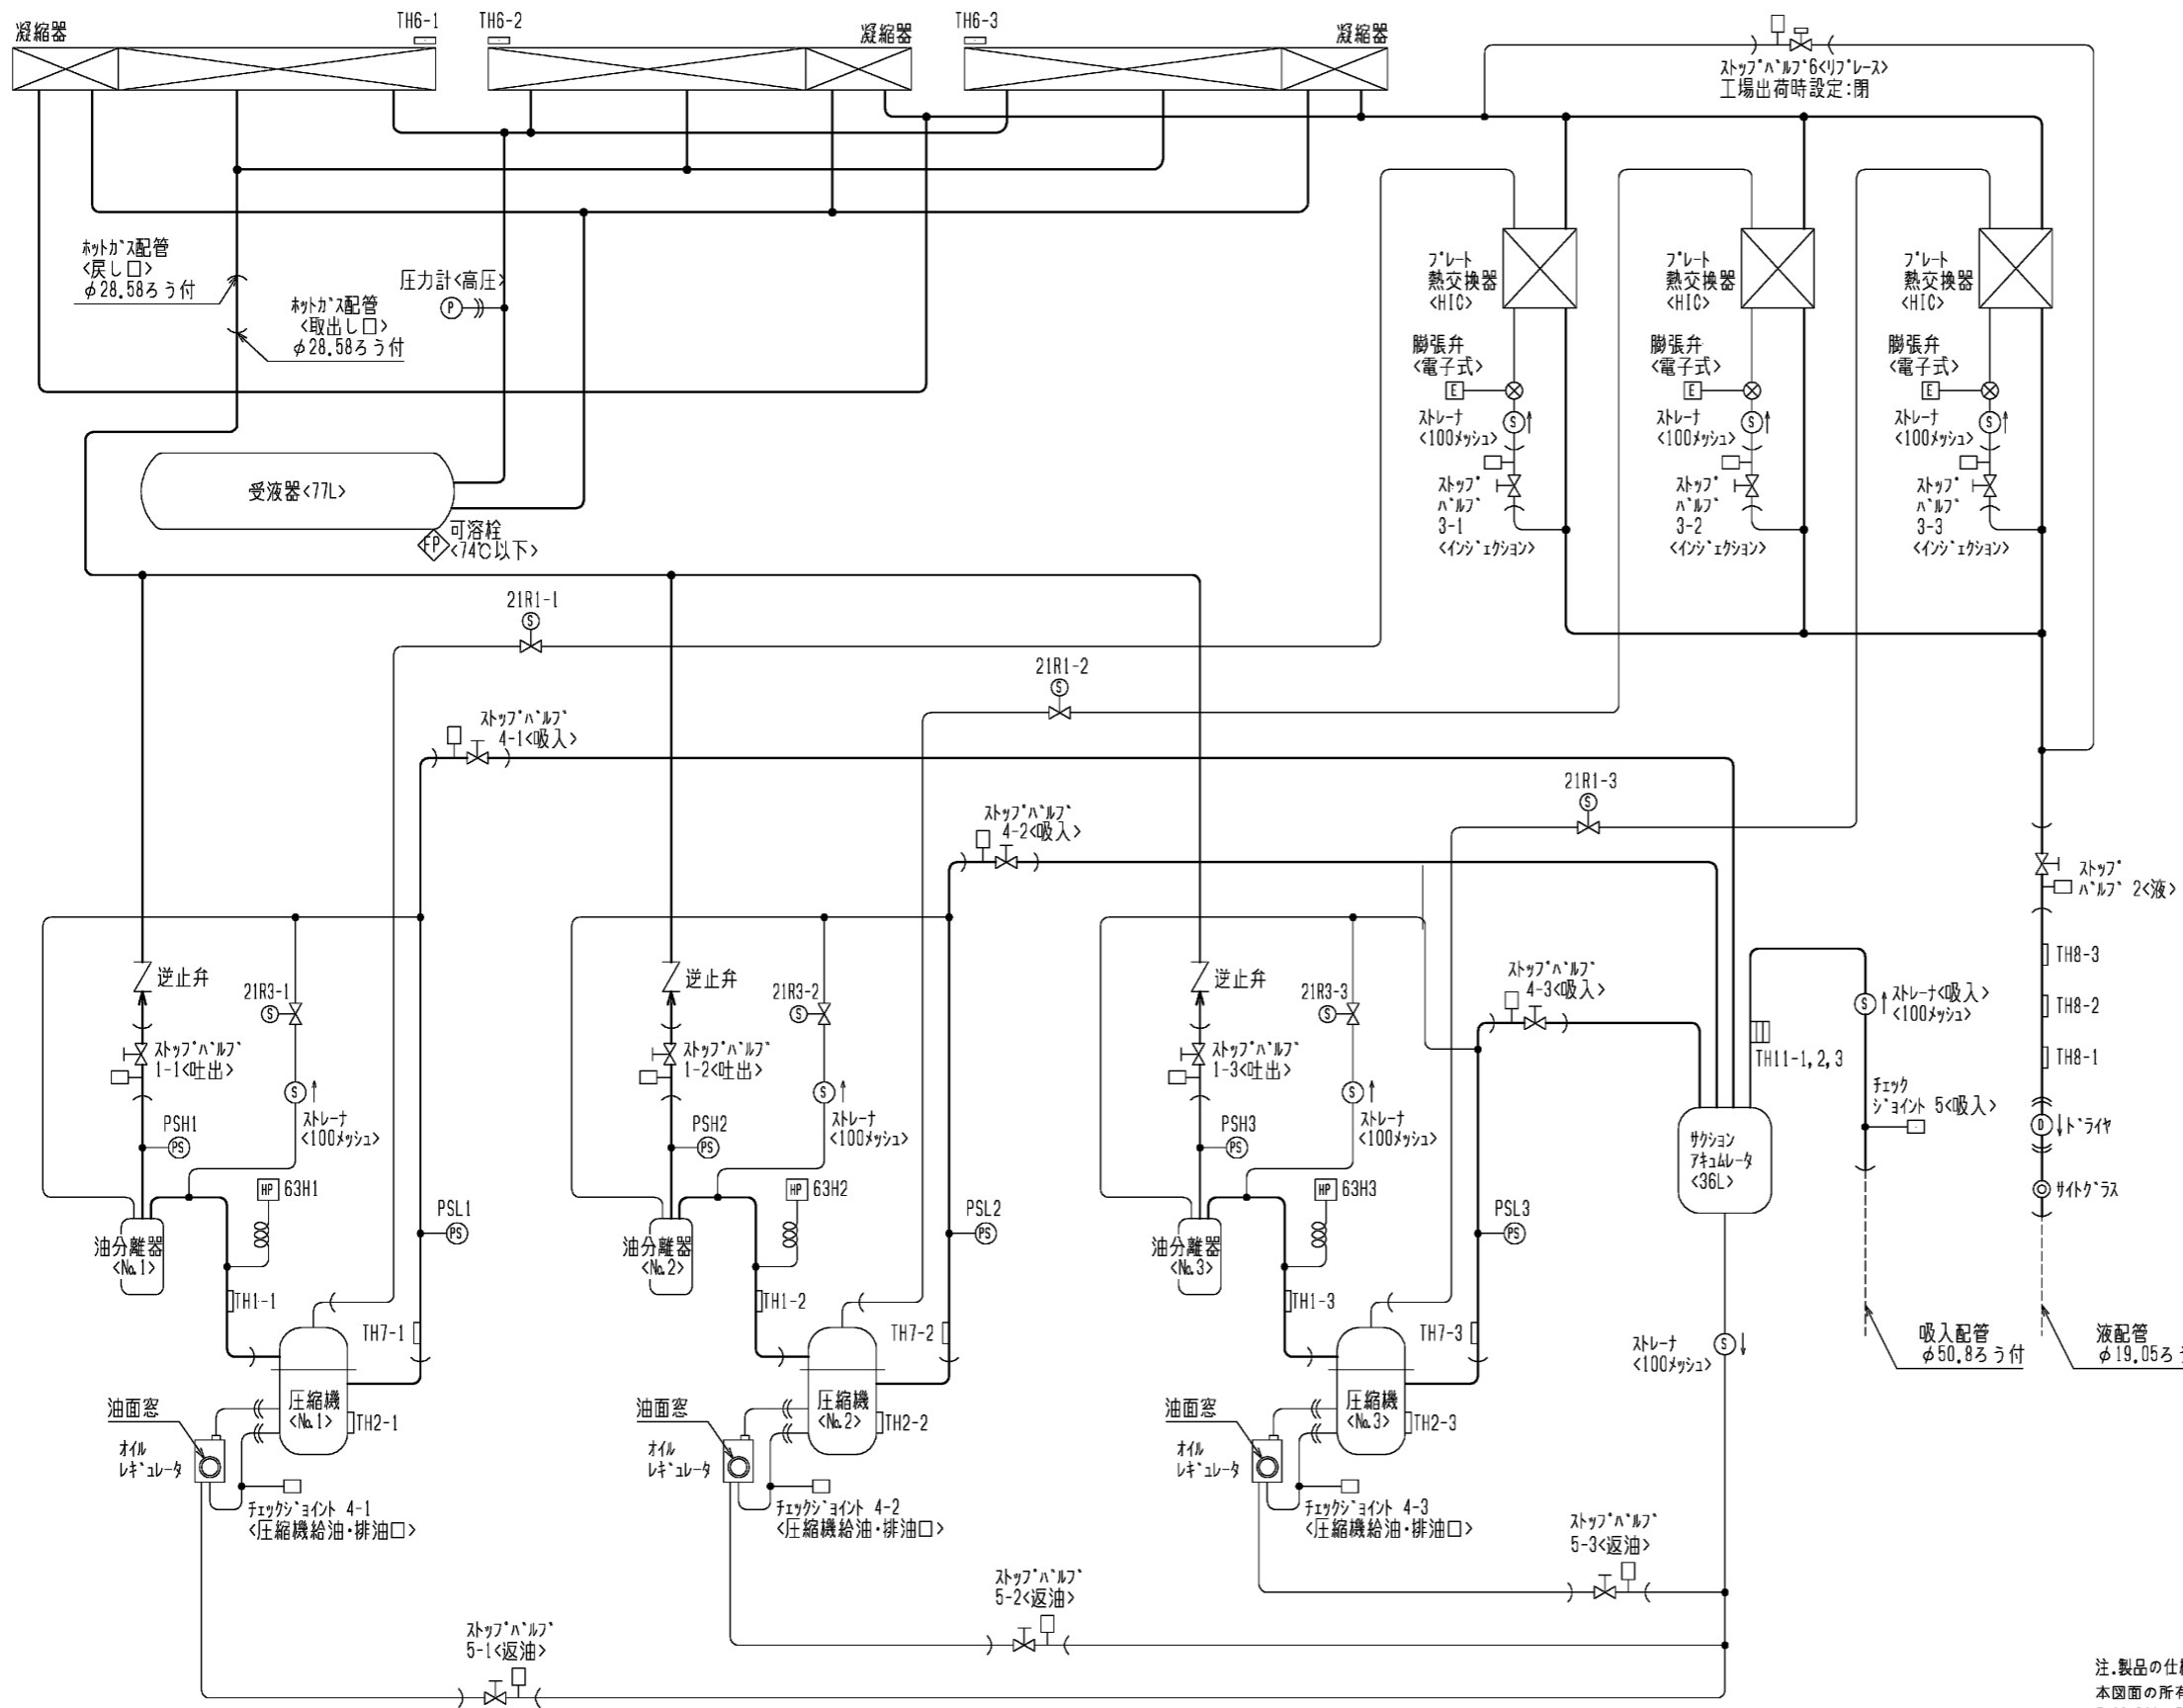 凝縮器
TH6-1
TH6-2
凝縮器
TH6-3
凝縮器
ストップバルブ6<リプレース>
工場出荷時設定:閉
ホットガス配管
<戻し口>
φ28.58ろう付
ホットガス配管
<取出し口>
φ28.58ろう付
圧力計<高圧>
P
プレート
熱交換器
<HIC>
プレート
熱交換器
<HIC>
プレート
熱交換器
<HIC>
膨張弁
<電子式>
E
膨張弁
<電子式>
E
膨張弁
<電子式>
E
ストレーナ
<100メッシュ>
S
ストレーナ
<100メッシュ>
S
ストレーナ
<100メッシュ>
S
ストップ
バルブ
3-1
<インジェクション>
ストップ
バルブ
3-2
<インジェクション>
ストップ
バルブ
3-3
<インジェクション>
受液器<77L>
FP
可溶栓
<74℃以下>
21R1-1
S
21R1-2
S
21R1-3
S
ストップバルブ
4-1<吸入>
ストップバルブ
4-2<吸入>
ストップバルブ
4-3<吸入>
ストップ
バルブ 2<液>
逆止弁
21R3-1
S
逆止弁
21R3-2
S
逆止弁
21R3-3
S
ストップバルブ
1-1<吐出>
ストップバルブ
1-2<吐出>
ストップバルブ
1-3<吐出>
S
ストレーナ
<100メッシュ>
S
ストレーナ
<100メッシュ>
S
ストレーナ
<100メッシュ>
S
ストレーナ<吸入>
<100メッシュ>
TH8-3
TH8-2
TH8-1
TH11-1,2,3
チェック
ジョイント 5<吸入>
D
ドライヤ
サイトグラス
PSH1
PS
PSH2
PS
PSH3
PS
サクション
アキュムレータ
<36L>
HP
63H1
HP
63H2
HP
63H3
PSL1
PS
PSL2
PS
PSL3
PS
油分離器
<No.1>
油分離器
<No.2>
油分離器
<No.3>
TH1-1
TH1-2
TH1-3
TH7-1
TH7-2
TH7-3
ストレーナ
<100メッシュ>
S
吸入配管
φ50.8ろう付
液配管
φ19.05ろう
圧縮機
<No.1>
圧縮機
<No.2>
圧縮機
<No.3>
TH2-1
TH2-2
TH2-3
油面窓
油面窓
油面窓
オイル
レギュレータ
オイル
レギュレータ
オイル
レギュレータ
チェックジョイント 4-1
<圧縮機給油・排油口>
チェックジョイント 4-2
<圧縮機給油・排油口>
チェックジョイント 4-3
<圧縮機給油・排油口>
ストップバルブ
5-3<返油>
ストップバルブ
5-2<返油>
ストップバルブ
5-1<返油>
注.製品の仕
本図面の所